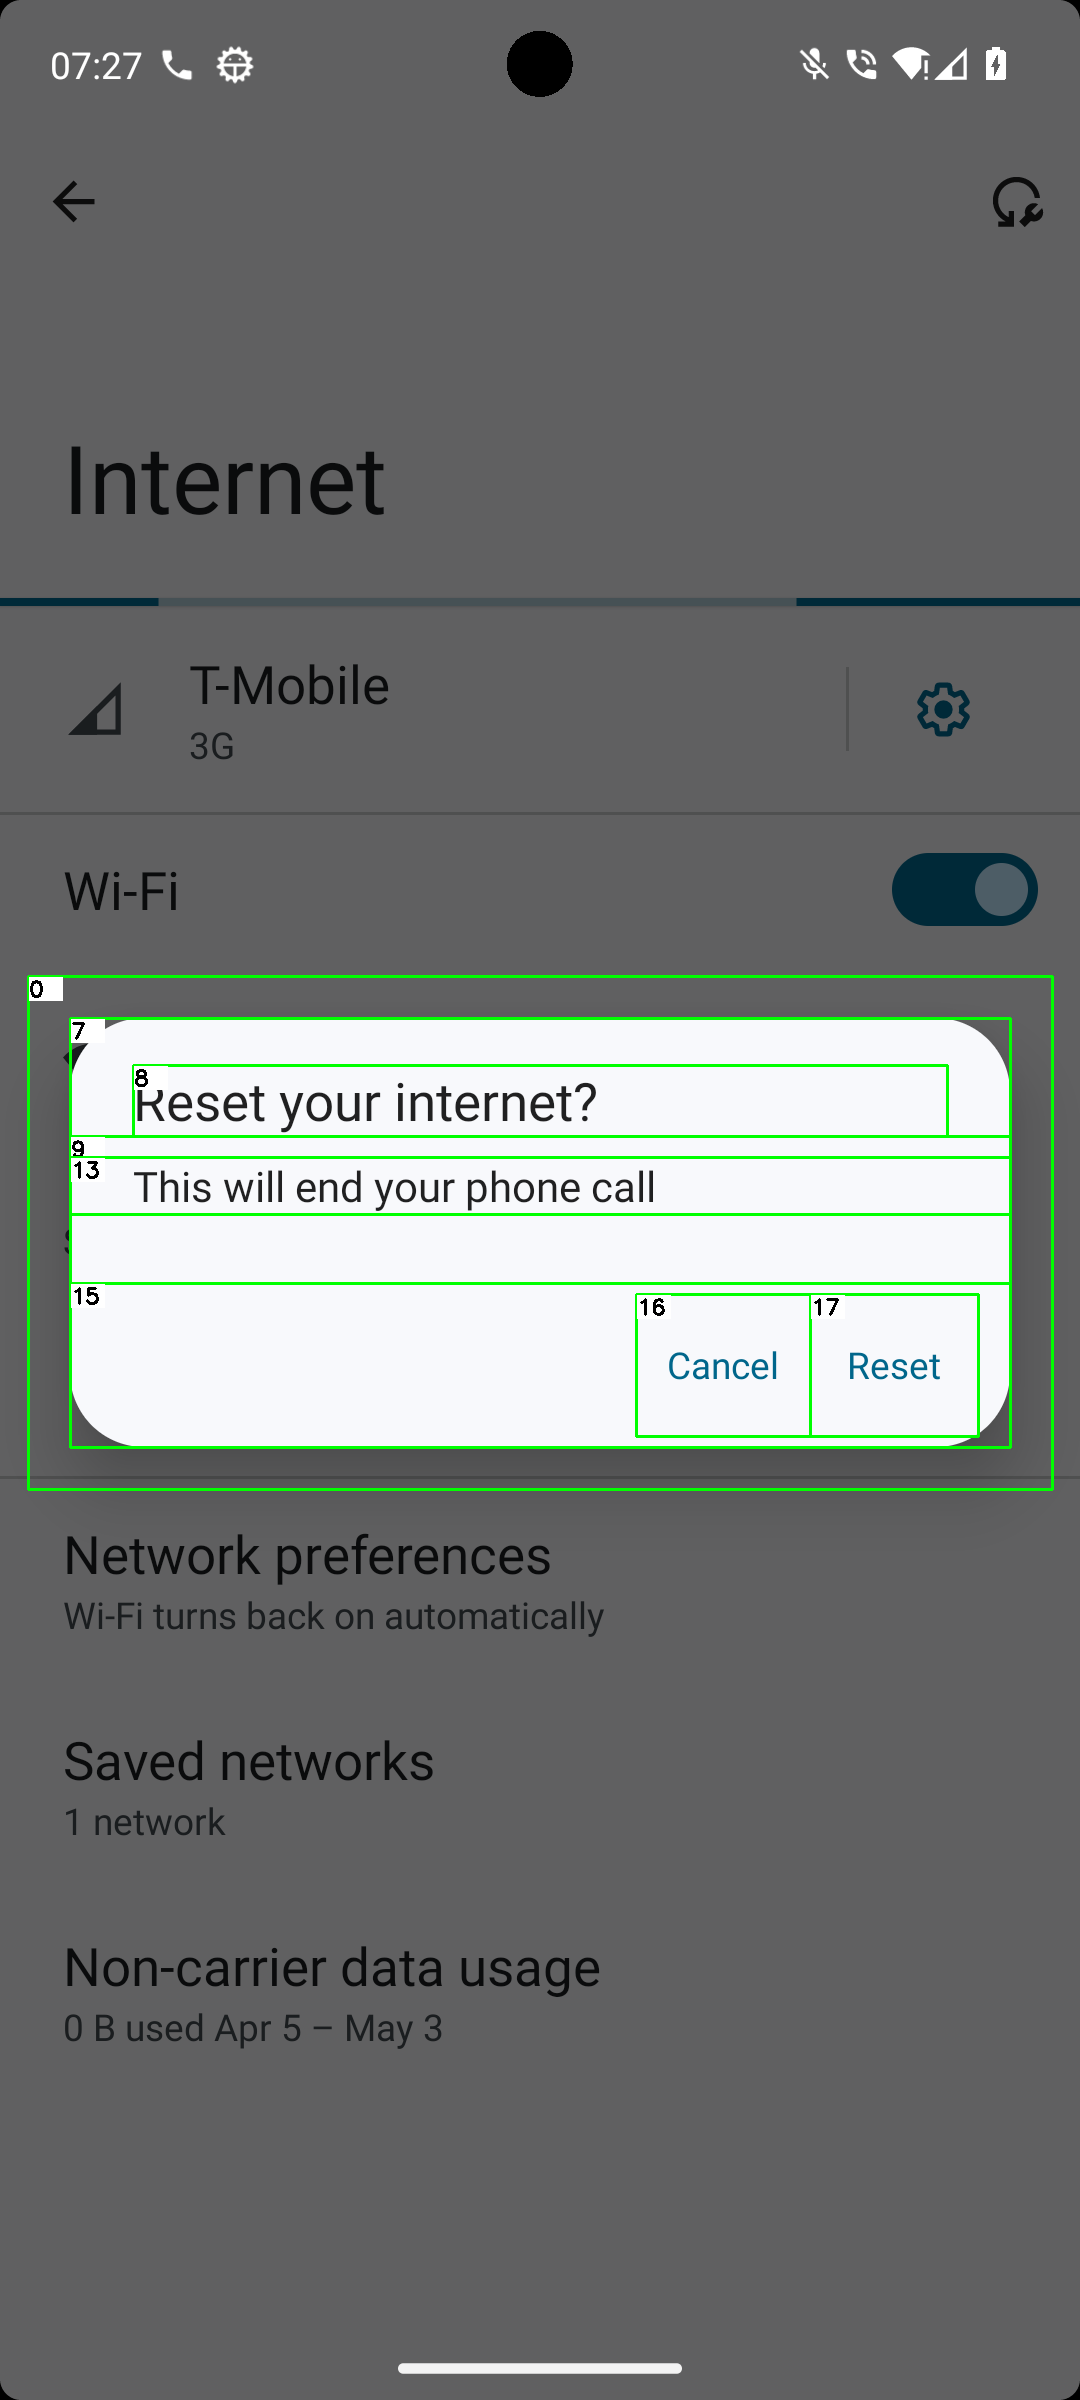 07:27
Internet
T-Mobile
3G
Wi-Fi
0
7
8
Reset your internet?
9
13
This will end your phone call
15
16
17
Cancel
Reset
Network preferences
Wi-Fi turns back on automatically
Saved networks
1 network
Non-carrier data usage
0 B used Apr 5 – May 3